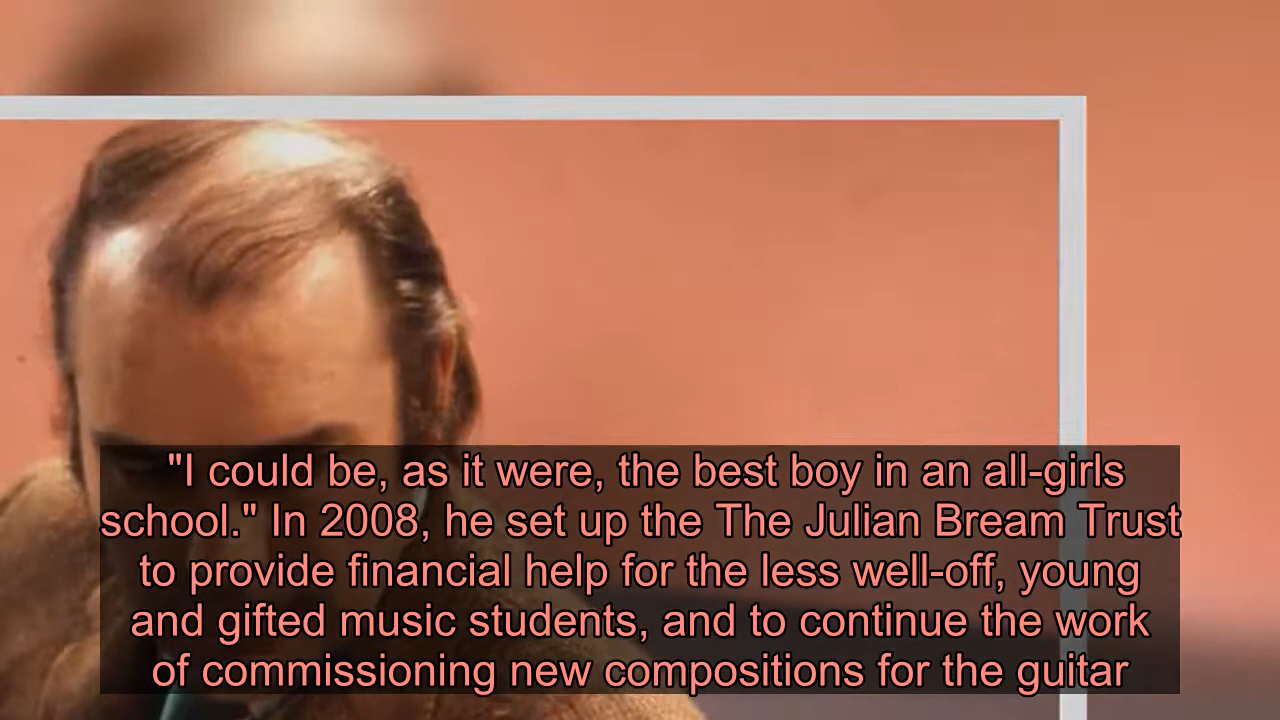 "I could be, as it were, the best boy in an all-girls
school." In 2008, he set up the The Julian Bream Trust
to provide financial help for the less well-off, young
and gifted music students, and to continue the work
of commissioning new compositions for the guitar